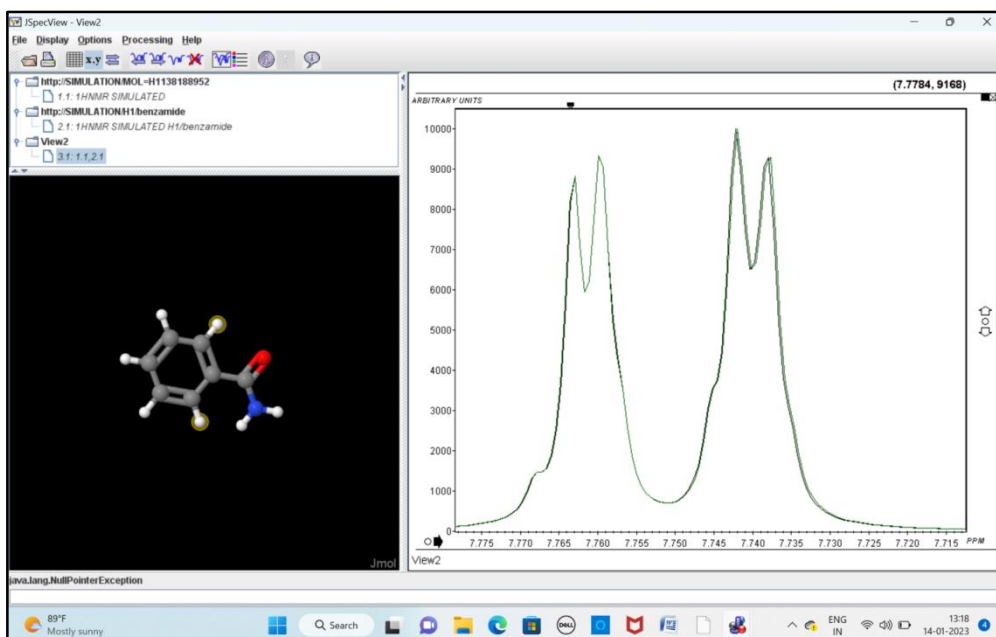 JSpecView - View2
File Display Options Processing Help
x,y
http://SIMULATION/MOL=H1138188952
1.1: 1HNMR SIMULATED
http://SIMULATION/H1/benzamide
2.1: 1HNMR SIMULATED H1/benzamide
View2
3.1: 1.1,2.1
Jmol
(7.7784, 9168)
ARBITRARY UNITS
10000
9000
8000
7000
6000
5000
4000
3000
2000
1000
0
7.775 7.770 7.765 7.760 7.755 7.750 7.745 7.740 7.735 7.730 7.725 7.720 7.715 PPM
View2
java.lang.NullPointerException
89°F
Mostly sunny
Search
DELL
ENG
IN
13:18
14-01-2023
4